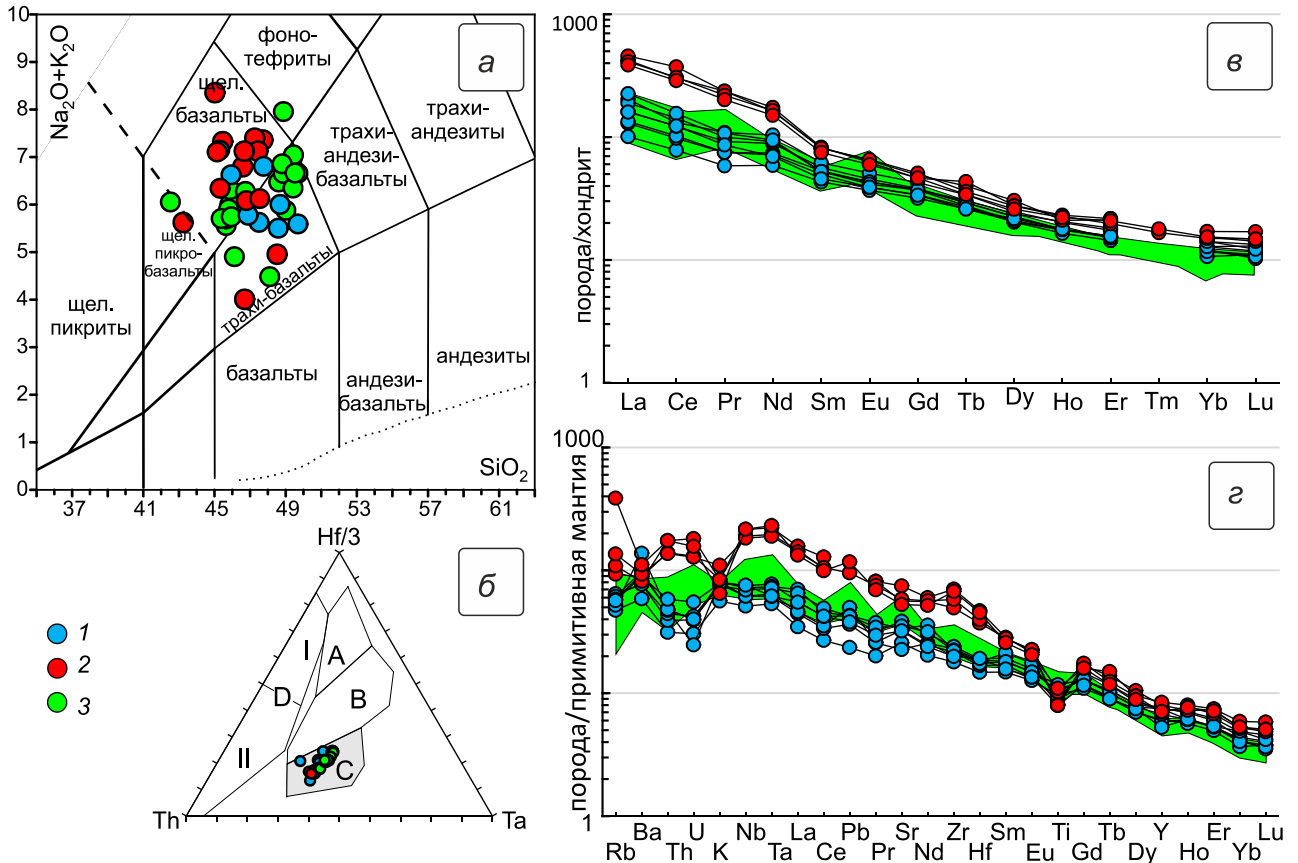 10
9
8
7
6
5
4
3
2
1
0
Na₂O+K₂O
а
фоно-
тефриты
щел.
базальты
трахи-
андезиты
трахи-
андези-
базальты
щел.
пикро-
базальты
щел.
пикриты
трахи-базальты
базальты
андези-
базальты
андезиты
SiO₂
37 41 45 49 53 57 61
б
Hf/3
I
A
D
B
II
C
Th
Ta
1
2
3
в
1000
порода/хондрит
1
La Ce Pr Nd Sm Eu Gd Tb Dy Ho Er Tm Yb Lu
г
1000
порода/примитивная мантия
1
Ba U Nb La Pb Sr Zr Sm Ti Tb Y Er Lu
Rb Th K Ta Ce Pr Nd Hf Eu Gd Dy Ho Yb